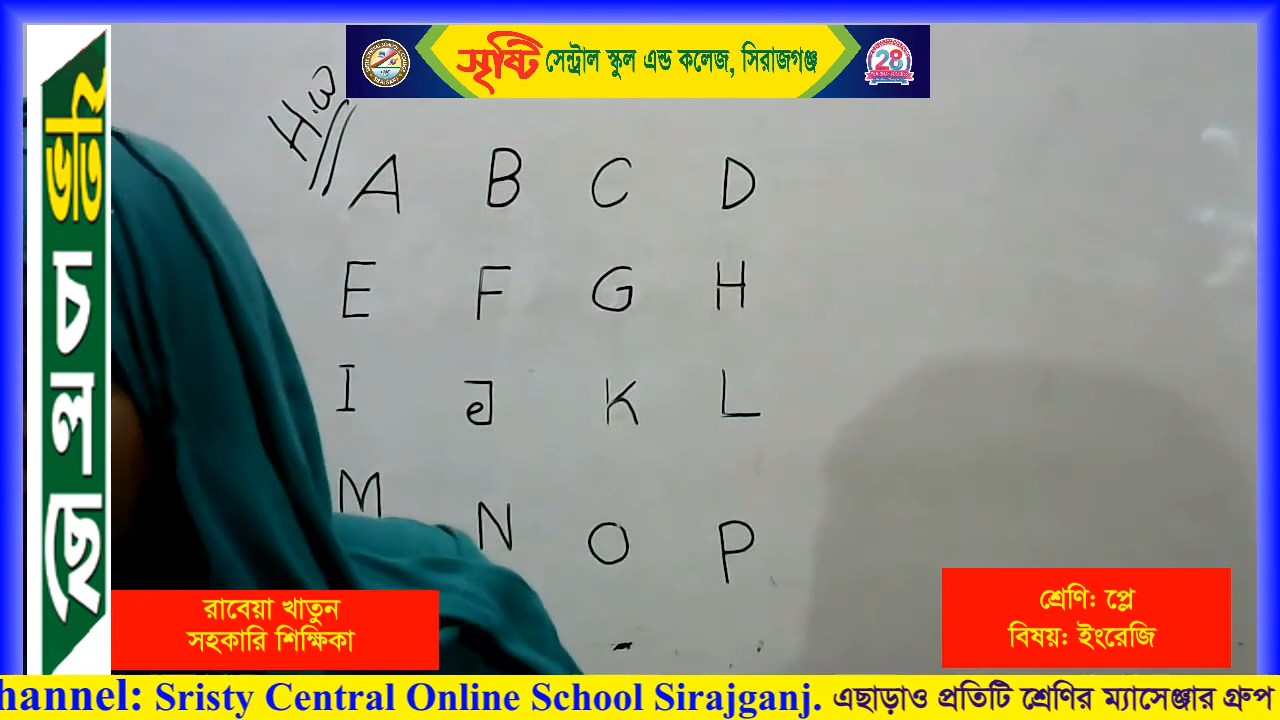 সৃষ্টি সেন্ট্রাল স্কুল এন্ড কলেজ, সিরাজগঞ্জ
28
ভর্তি চলছে
H.W
A B C D
E F G H
I J K L
M N O P
রাবেয়া খাতুন
সহকারি শিক্ষিকা
শ্রেণি: প্লে
বিষয়: ইংরেজি
hannel: Sristy Central Online School Sirajganj. এছাড়াও প্রতিটি শ্রেণির ম্যাসেঞ্জার গ্রুপ